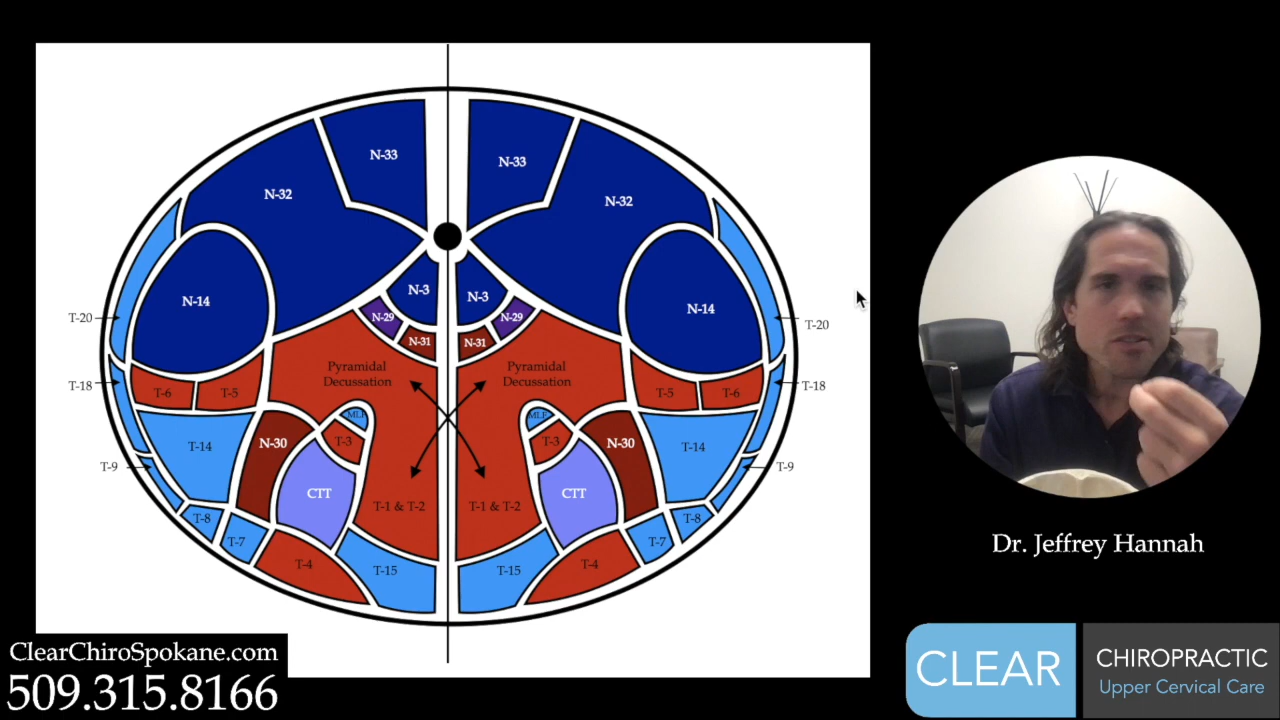 N-33
N-33
N-32
N-32
N-14
N-14
N-3
N-3
N-29
N-29
N-31
N-31
T-20
T-20
Pyramidal
Decussation
Pyramidal
Decussation
T-18
T-18
T-6
T-5
T-5
T-6
MLF
MLF
T-14
N-30
T-3
T-3
N-30
T-14
T-9
T-9
CTT
CTT
T-1 & T-2
T-1 & T-2
T-8
T-8
T-7
T-7
T-4
T-15
T-15
T-4
Dr. Jeffrey Hannah
ClearChiroSpokane.com
509.315.8166
CLEAR
CHIROPRACTIC
Upper Cervical Care